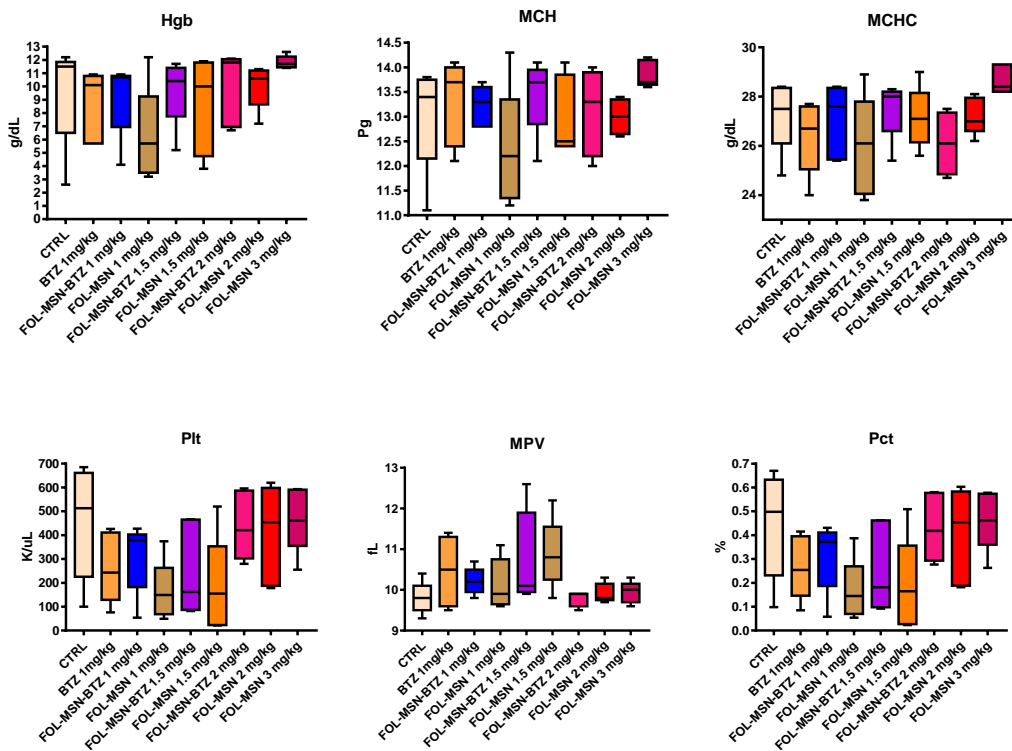 Hgb
13
12
11
10
9
8
7
6
5
4
3
2
1
0
g/dL
CTRL
BTZ 1mg/kg
FOL-MSN-BTZ 1 mg/kg
FOL-MSN 1 mg/kg
FOL-MSN-BTZ 1.5 mg/kg
FOL-MSN 1.5 mg/kg
FOL-MSN-BTZ 2 mg/kg
FOL-MSN 2 mg/kg
FOL-MSN 3 mg/kg
MCH
14.5
14.0
13.5
13.0
12.5
12.0
11.5
11.0
Pg
CTRL
BTZ 1mg/kg
FOL-MSN-BTZ 1 mg/kg
FOL-MSN 1 mg/kg
FOL-MSN-BTZ 1.5 mg/kg
FOL-MSN 1.5 mg/kg
FOL-MSN-BTZ 2 mg/kg
FOL-MSN 2 mg/kg
FOL-MSN 3 mg/kg
MCHC
30
28
26
24
g/dL
CTRL
BTZ 1mg/kg
FOL-MSN-BTZ 1 mg/kg
FOL-MSN 1 mg/kg
FOL-MSN-BTZ 1.5 mg/kg
FOL-MSN 1.5 mg/kg
FOL-MSN-BTZ 2 mg/kg
FOL-MSN 2 mg/kg
FOL-MSN 3 mg/kg
Plt
700
600
500
400
300
200
100
0
K/uL
CTRL
BTZ 1mg/kg
FOL-MSN-BTZ 1 mg/kg
FOL-MSN 1 mg/kg
FOL-MSN-BTZ 1.5 mg/kg
FOL-MSN 1.5 mg/kg
FOL-MSN-BTZ 2 mg/kg
FOL-MSN 2 mg/kg
FOL-MSN 3 mg/kg
MPV
13
12
11
10
9
fL
CTRL
BTZ 1mg/kg
FOL-MSN-BTZ 1 mg/kg
FOL-MSN 1 mg/kg
FOL-MSN-BTZ 1.5 mg/kg
FOL-MSN 1.5 mg/kg
FOL-MSN-BTZ 2 mg/kg
FOL-MSN 2 mg/kg
FOL-MSN 3 mg/kg
Pct
0.7
0.6
0.5
0.4
0.3
0.2
0.1
0.0
%
CTRL
BTZ 1mg/kg
FOL-MSN-BTZ 1 mg/kg
FOL-MSN 1 mg/kg
FOL-MSN-BTZ 1.5 mg/kg
FOL-MSN 1.5 mg/kg
FOL-MSN-BTZ 2 mg/kg
FOL-MSN 2 mg/kg
FOL-MSN 3 mg/kg